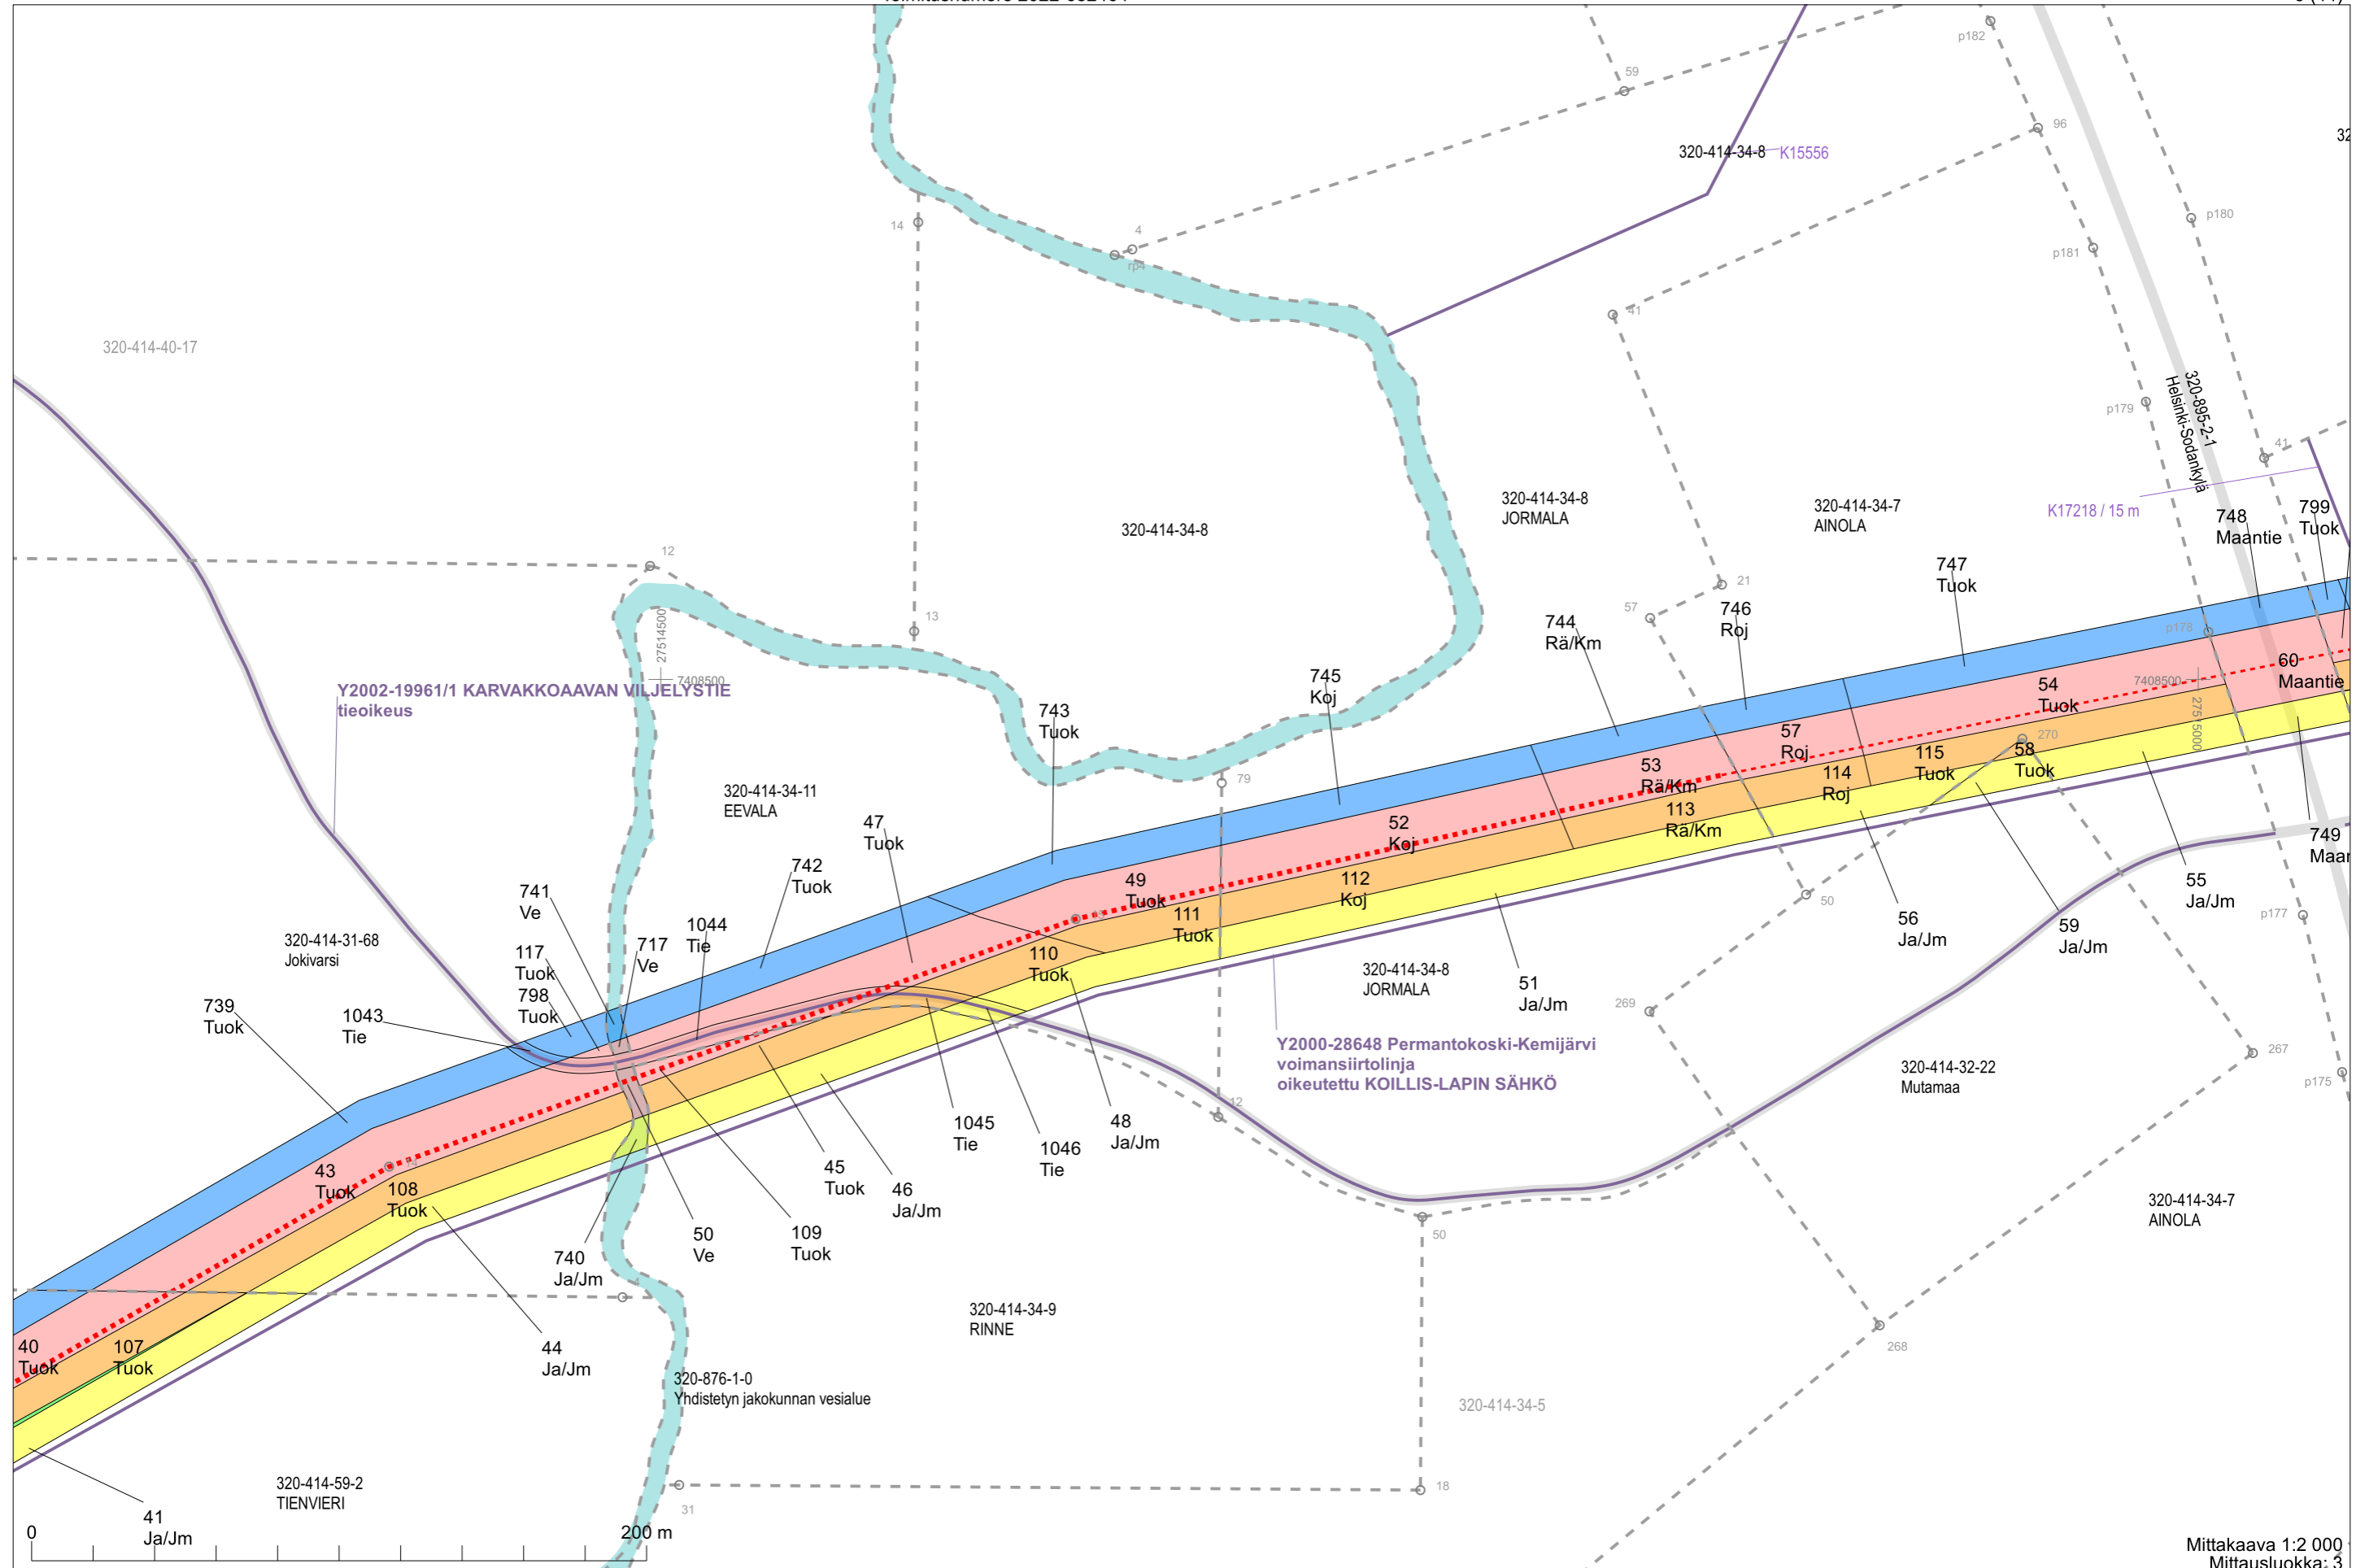 59
p182
96
32
320-414-34-8 K15556
14
4
rp4
p180
p181
41
320-414-40-17
p179
320-895-2-1
Helsinki-Sodankylä
41
320-414-34-8
320-414-34-8
JORMALA
320-414-34-7
AINOLA
K17218 / 15 m
748
Maantie
799
Tuok
12
27514500
7408500
13
747
Tuok
21
57
746
Roj
744
Rä/Km
p178
Y2002-19961/1 KARVAKKOAAVAN VILJELYSTIE
tieoikeus
745
Koj
743
Tuok
60
Maantie
54
Tuok
7408500
27515000
270
57
Roj
115
Tuok
58
Tuok
53
Rä/Km
114
Roj
79
320-414-34-11
EEVALA
47
Tuok
52
Koj
113
Rä/Km
749
Maan
742
Tuok
741
Ve
49
Tuok
112
Koj
55
Ja/Jm
50
p177
56
Ja/Jm
59
Ja/Jm
1044
Tie
717
Ve
111
Tuok
320-414-31-68
Jokivarsi
117
Tuok
798
Tuok
110
Tuok
320-414-34-8
JORMALA
51
Ja/Jm
269
739
Tuok
1043
Tie
Y2000-28648 Permantokoski-Kemijärvi
voimansiirtolinja
oikeutettu KOILLIS-LAPIN SÄHKÖ
267
320-414-32-22
Mutamaa
p175
12
1045
Tie
1046
Tie
48
Ja/Jm
14
43
Tuok
108
Tuok
45
Tuok
46
Ja/Jm
320-414-34-7
AINOLA
50
50
Ve
109
Tuok
740
Ja/Jm
320-414-34-9
RINNE
40
Tuok
107
Tuok
44
Ja/Jm
268
320-876-1-0
Yhdistetyn jakokunnan vesialue
320-414-34-5
320-414-59-2
TIENVIERI
18
31
41
Ja/Jm
0
200 m
Mittakaava 1:2 000
Mittausluokka: 3